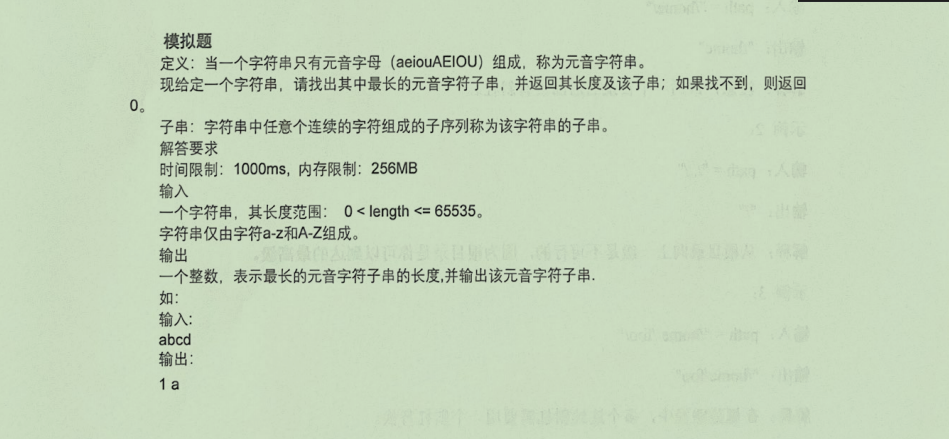 模拟题
定义：当一个字符串只有元音字母（aeiouAEIOU）组成，称为元音字符串。
现给定一个字符串，请找出其中最长的元音字符子串，并返回其长度及该子串；如果找不到，则返回
0。
子串：字符串中任意个连续的字符组成的子序列称为该字符串的子串。
解答要求
时间限制：1000ms, 内存限制：256MB
输入
一个字符串，其长度范围： 0 < length <= 65535。
字符串仅由字符a-z和A-Z组成。
输出
一个整数，表示最长的元音字符子串的长度,并输出该元音字符子串.
如：
输入：
abcd
输出：
1 a